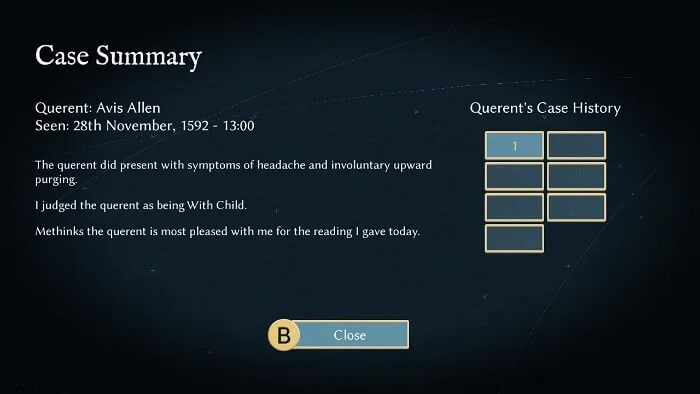 Case Summary
Querent: Avis Allen
Seen: 28th November, 1592 - 13:00
The querent did present with symptoms of headache and involuntary upward
purging.
I judged the querent as being With Child.
Methinks the querent is most pleased with me for the reading I gave today.
Querent's Case History
1
B Close